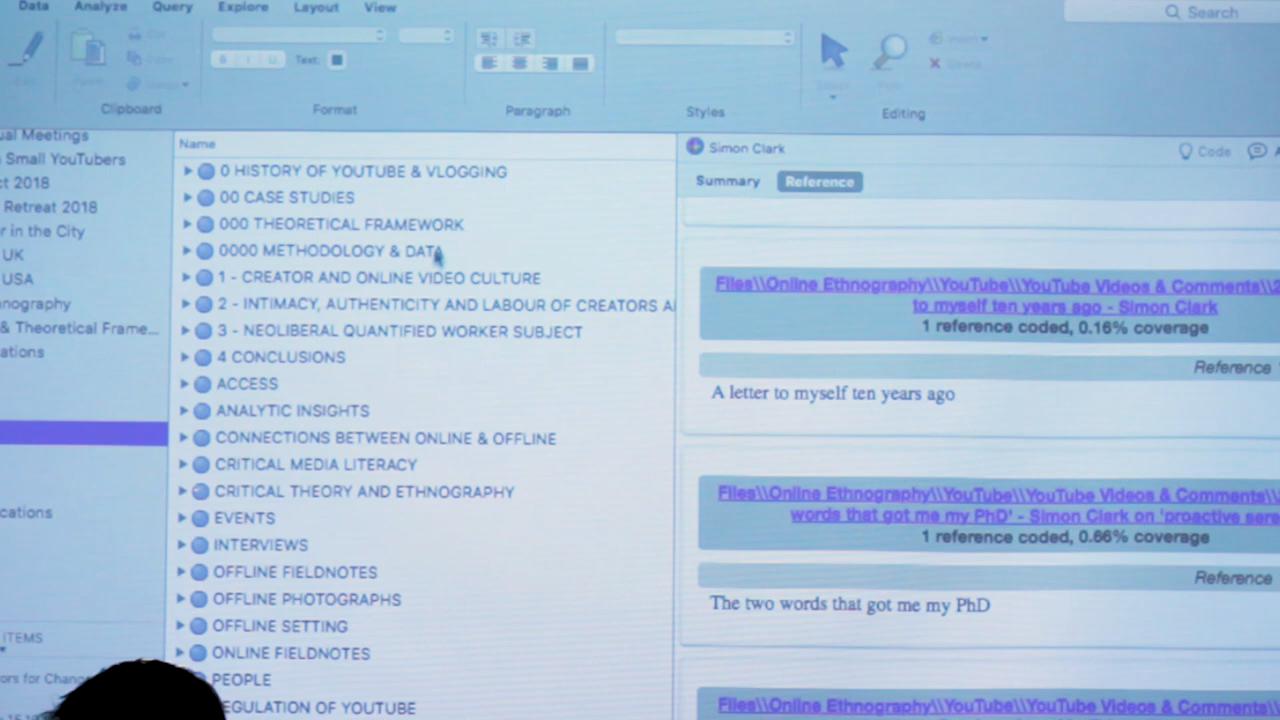 Data Analyze Query Explore Layout View
Search
Text:
Clipboard Format Paragraph Styles Editing
ual Meetings
Small YouTubers
ct 2018
Retreat 2018
r in the City
UK
USA
nography
& Theoretical Frame...
ations
cations
ITEMS
ors for Chang
Name
0 HISTORY OF YOUTUBE & VLOGGING
00 CASE STUDIES
000 THEORETICAL FRAMEWORK
0000 METHODOLOGY & DATA
1 - CREATOR AND ONLINE VIDEO CULTURE
2 - INTIMACY, AUTHENTICITY AND LABOUR OF CREATORS A
3 - NEOLIBERAL QUANTIFIED WORKER SUBJECT
4 CONCLUSIONS
ACCESS
ANALYTIC INSIGHTS
CONNECTIONS BETWEEN ONLINE & OFFLINE
CRITICAL MEDIA LITERACY
CRITICAL THEORY AND ETHNOGRAPHY
EVENTS
INTERVIEWS
OFFLINE FIELDNOTES
OFFLINE PHOTOGRAPHS
OFFLINE SETTING
ONLINE FIELDNOTES
PEOPLE
EGULATION OF YOUTUBE
Simon Clark
Code
Summary Reference
Files\\Online Ethnography\\YouTube\\YouTube Videos & Comments\\2
to myself ten years ago - Simon Clark
1 reference coded, 0.16% coverage
Reference
A letter to myself ten years ago
Files\\Online Ethnography\\YouTube\\YouTube Videos & Comments\\
words that got me my PhD' - Simon Clark on 'proactive sere
1 reference coded, 0.66% coverage
Reference
The two words that got me my PhD
Files\\Online Ethnography\\YouTube\\YouTube Videos & Comments\\